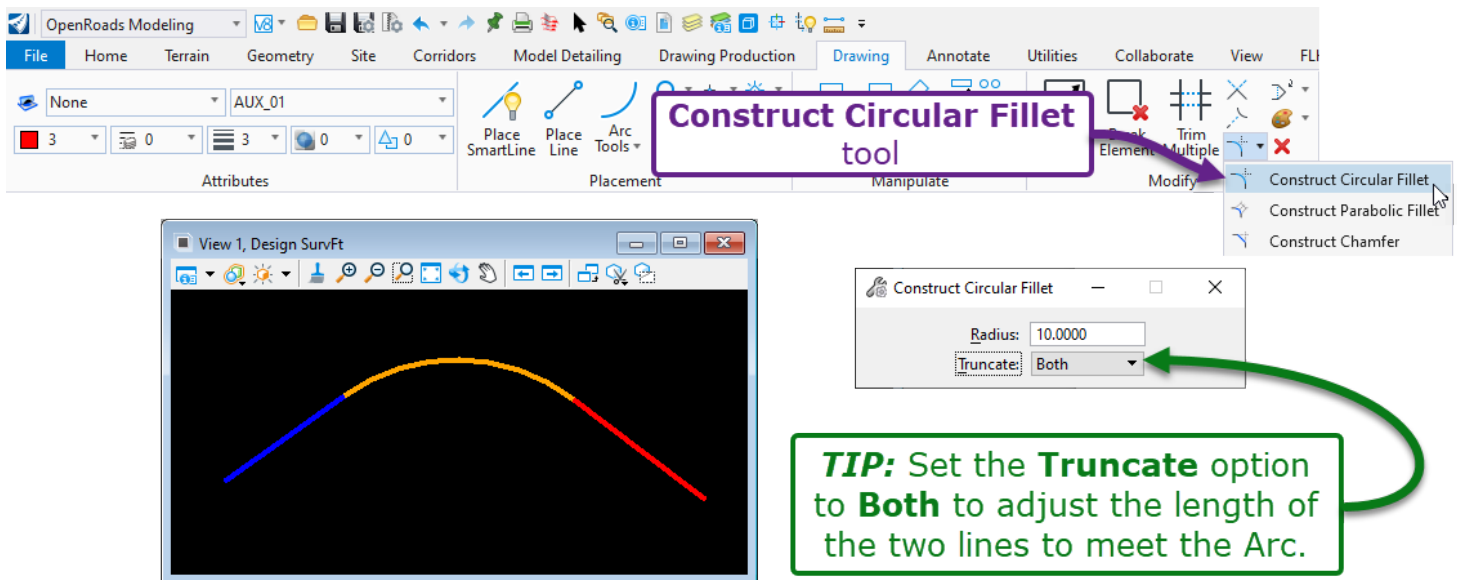 OpenRoads Modeling
File Home Terrain Geometry Site Corridors Model Detailing Drawing Production Drawing Annotate Utilities Collaborate View
None AUX_01
3 0 3 0 0
Place SmartLine
Place Line
Arc Tools
Element
Trim Multiple
Attributes Placement Manipulate Modify
Construct Circular Fillet
tool
Construct Circular Fillet
Construct Parabolic Fillet
Construct Chamfer
View 1, Design SurvFt
Construct Circular Fillet
Radius: 10.0000
Truncate: Both
TIP: Set the Truncate option
to Both to adjust the length of
the two lines to meet the Arc.